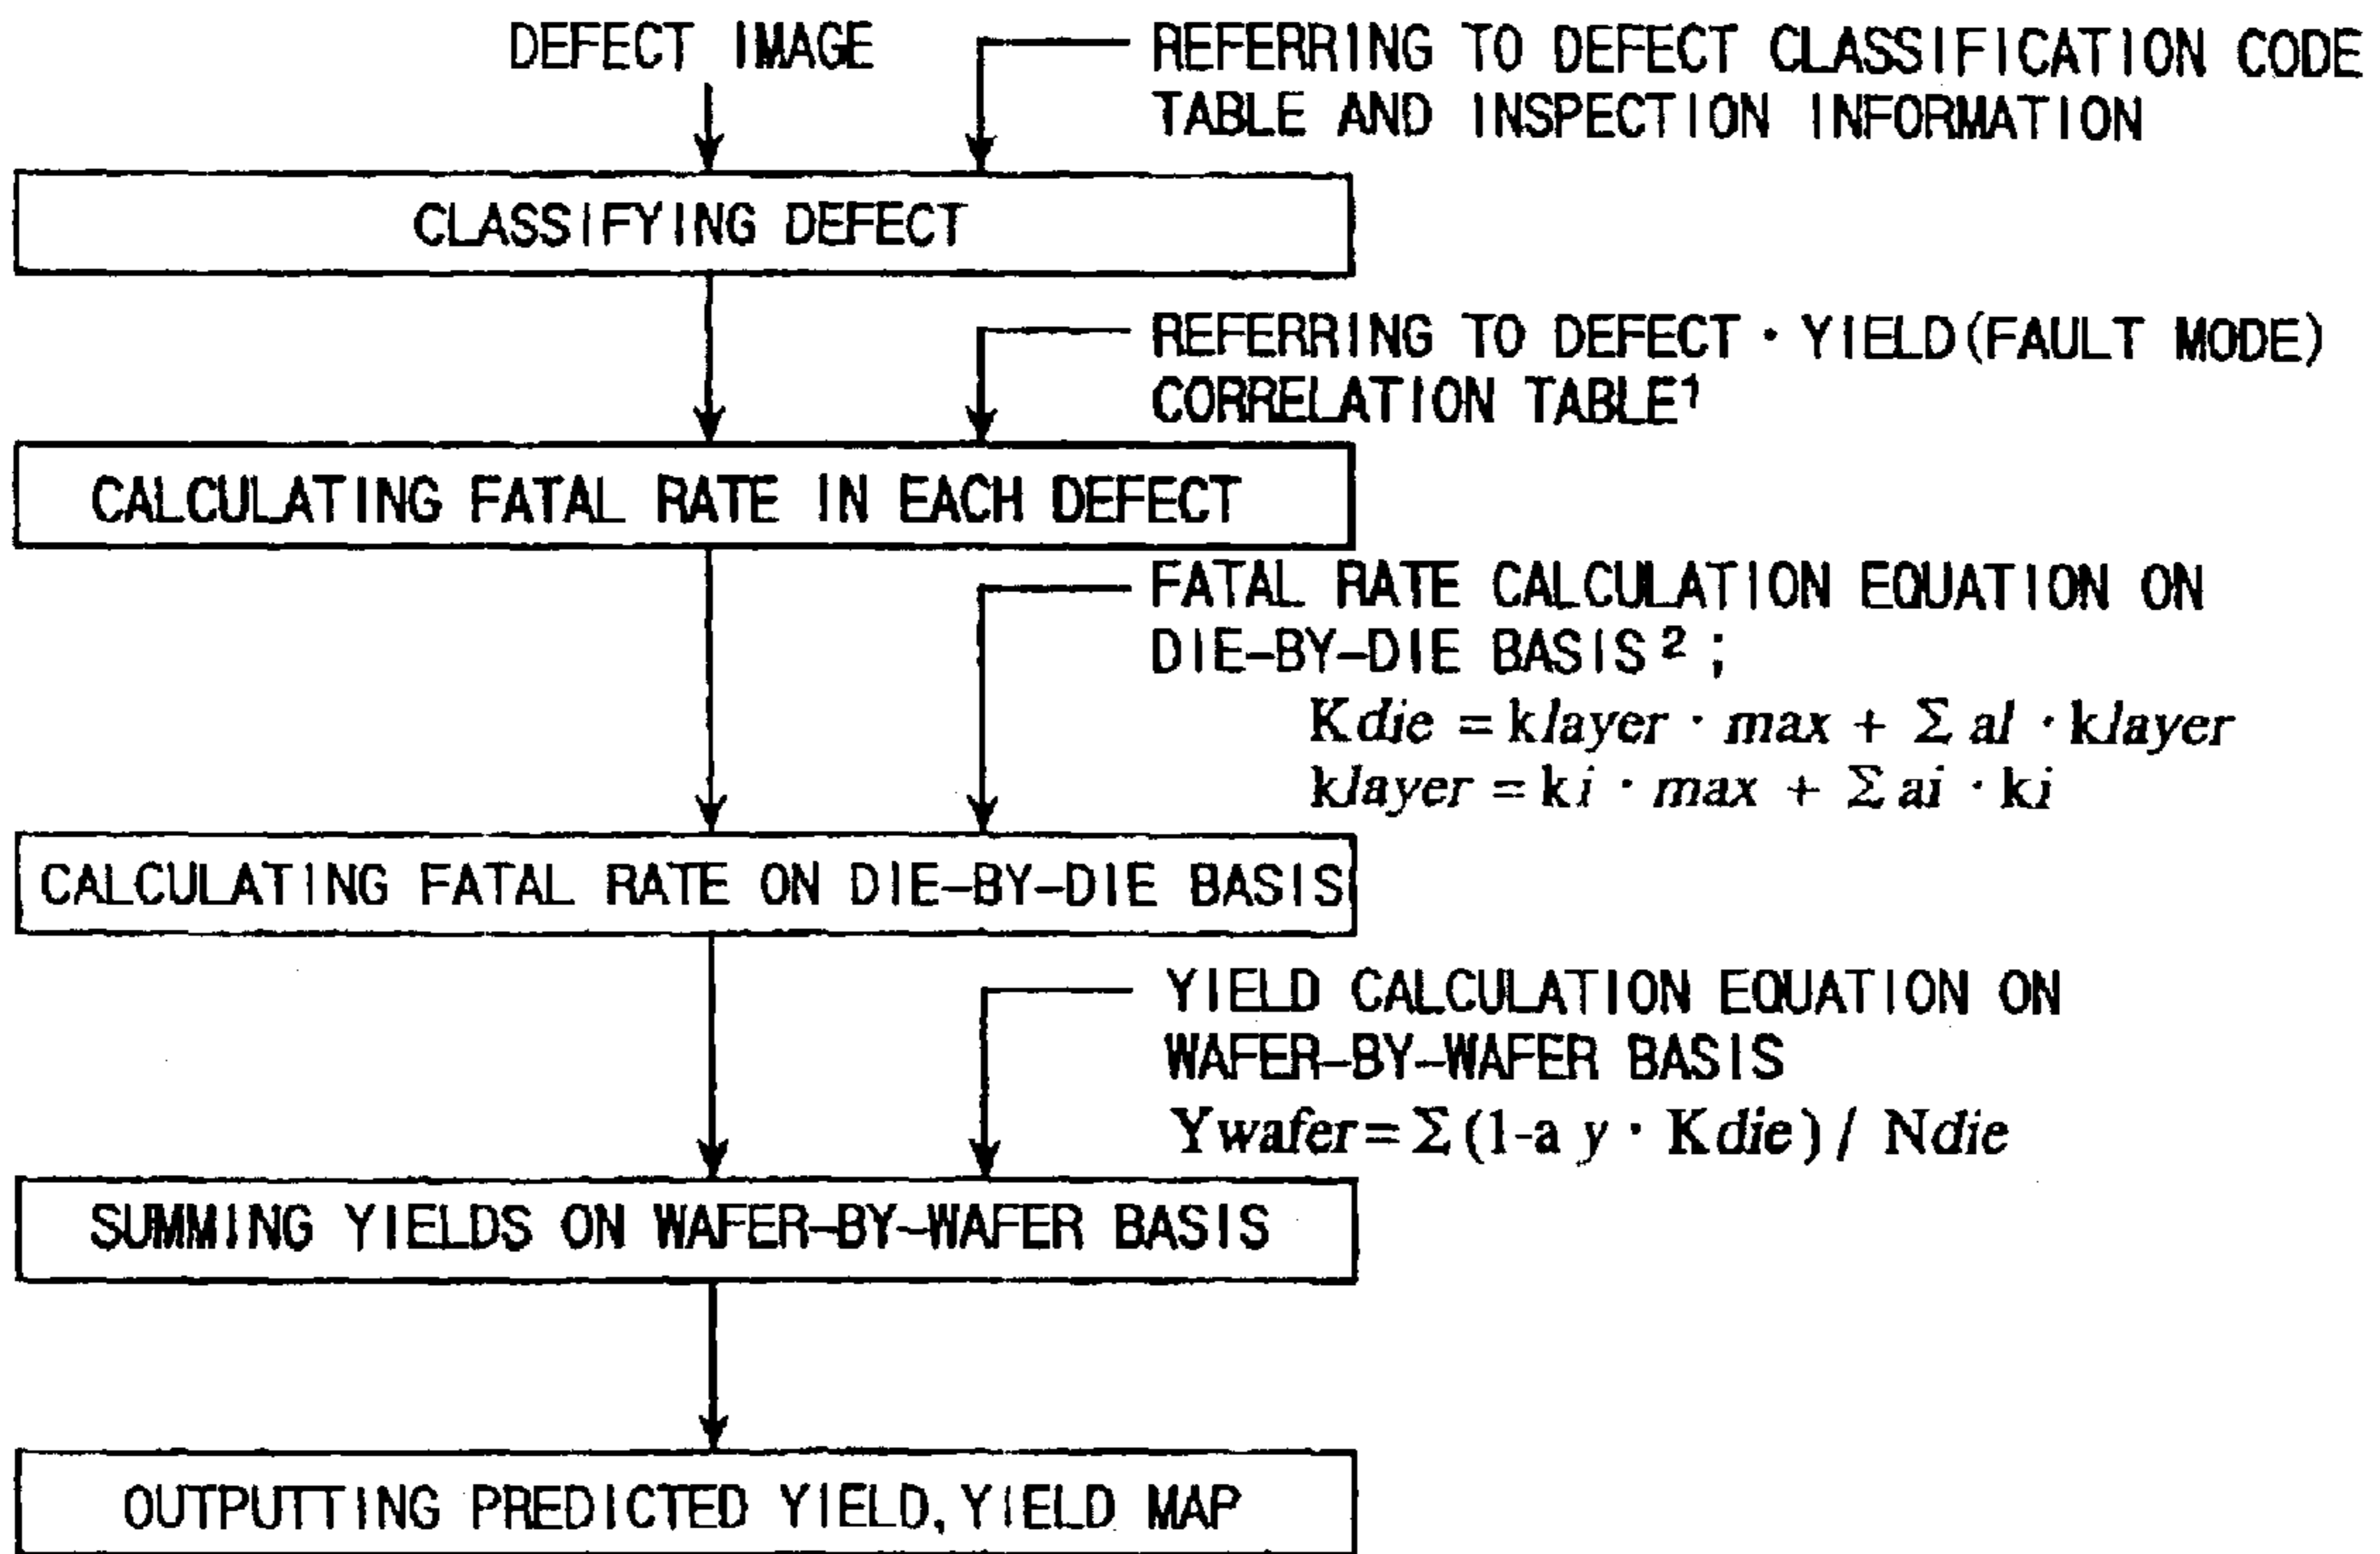 DEFECT IMAGE
REFERRING TO DEFECT CLASSIFICATION CODE
TABLE AND INSPECTION INFORMATION
CLASSIFYING DEFECT
REFERRING TO DEFECT・YIELD(FAULT MODE)
CORRELATION TABLE¹
CALCULATING FATAL RATE IN EACH DEFECT
FATAL RATE CALCULATION EQUATION ON
DIE-BY-DIE BASIS²;
Kdie = klayer · max + Σ al · klayer
klayer = ki · max + Σ ai · ki
CALCULATING FATAL RATE ON DIE-BY-DIE BASIS
YIELD CALCULATION EQUATION ON
WAFER-BY-WAFER BASIS
Ywafer = Σ(1-a y · Kdie) / Ndie
SUMMING YIELDS ON WAFER-BY-WAFER BASIS
OUTPUTTING PREDICTED YIELD, YIELD MAP